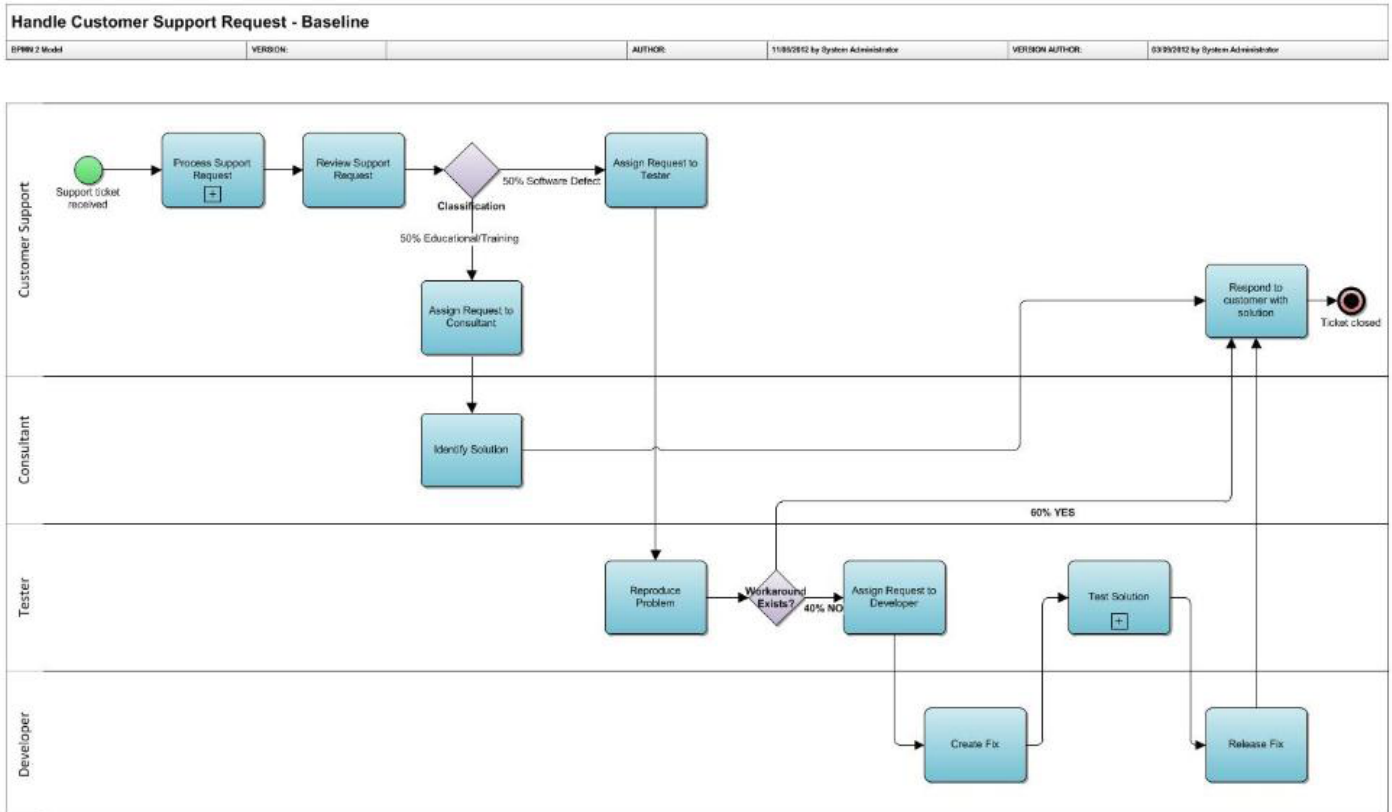 Handle Customer Support Request - Baseline
BPMN 2 Model
VERSION:
AUTHOR:
11/05/2012 by System Administrator
VERSION AUTHOR:
03/09/2012 by System Administrator
Customer Support
Support ticket
received
Process Support
Request
Review Support
Request
Classification
50% Software Defect
Assign Request to
Tester
50% Educational/Training
Assign Request to
Consultant
Respond to
customer with
solution
Ticket closed
Consultant
Identify Solution
60% YES
Tester
Reproduce
Problem
Workaround
Exists?
40% NO
Assign Request to
Developer
Test Solution
Developer
Create Fix
Release Fix